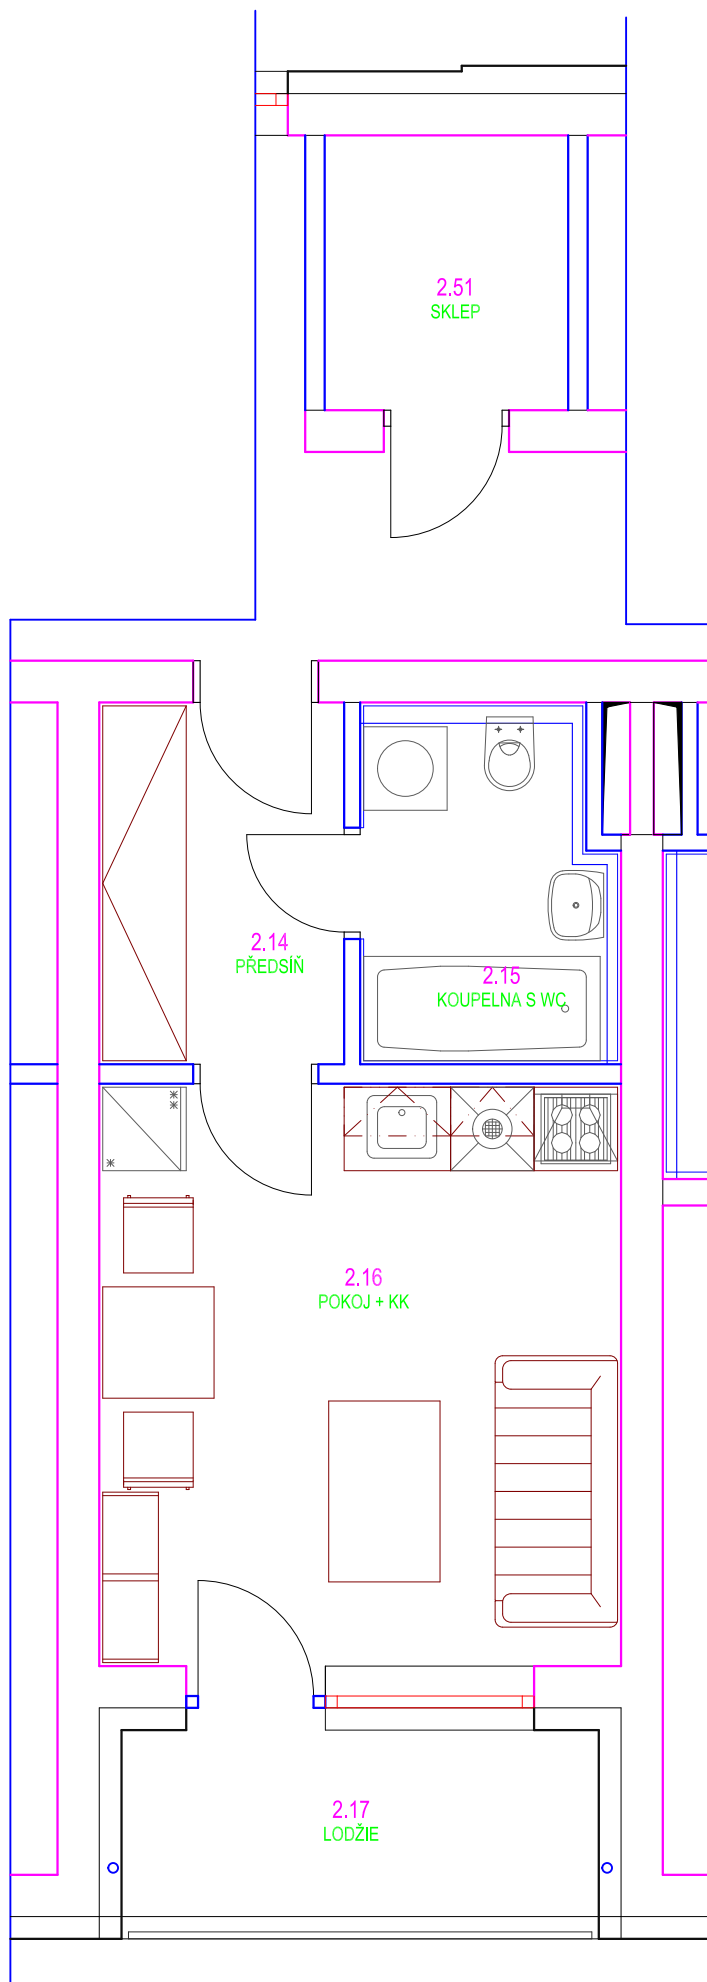 2.51
SKLEP
2.14
PŘEDSÍŇ
2.15
KOUPELNA S WC
2.16
POKOJ + KK
2.17
LODŽIE